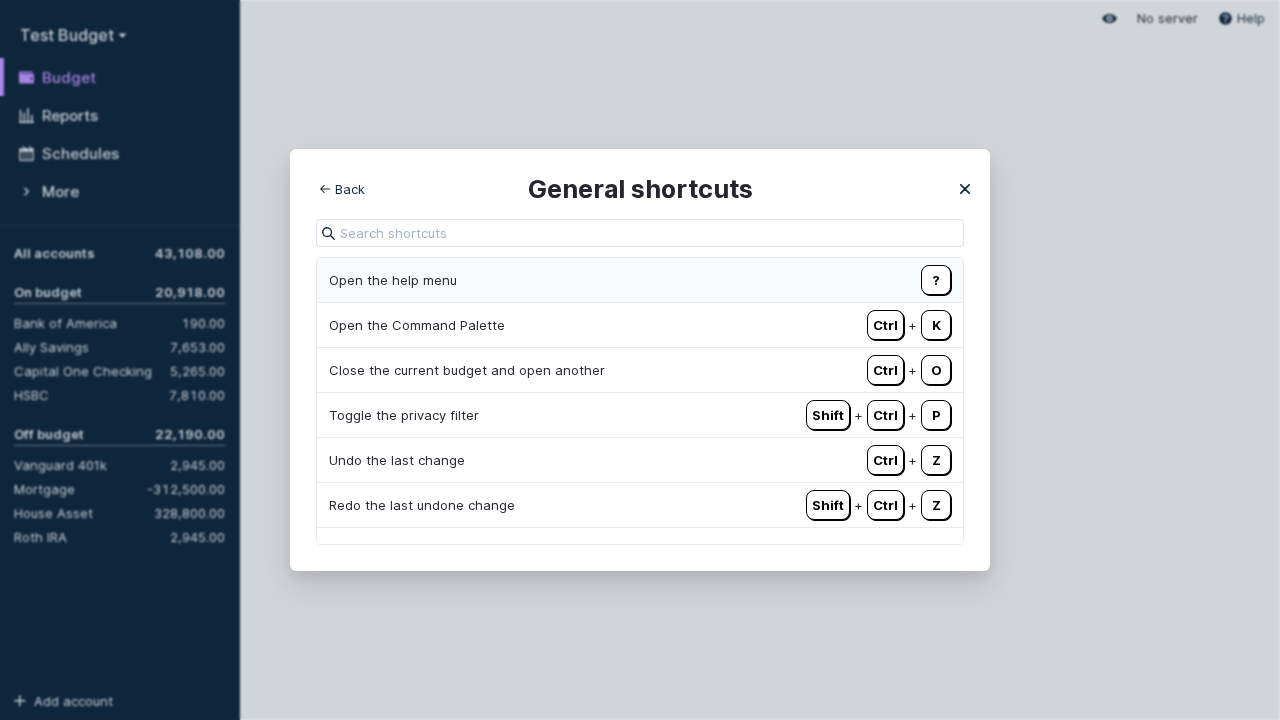 Test Budget
Budget
Reports
Schedules
More
All accounts 43,108.00
On budget 20,918.00
Bank of America 190.00
Ally Savings 7,653.00
Capital One Checking 5,265.00
HSBC 7,810.00
Off budget 22,190.00
Vanguard 401k 2,945.00
Mortgage -312,500.00
House Asset 328,800.00
Roth IRA 2,945.00
Add account
No server
Help
Back
General shortcuts
Search shortcuts
Open the help menu ?
Open the Command Palette Ctrl + K
Close the current budget and open another Ctrl + O
Toggle the privacy filter Shift + Ctrl + P
Undo the last change Ctrl + Z
Redo the last undone change Shift + Ctrl + Z